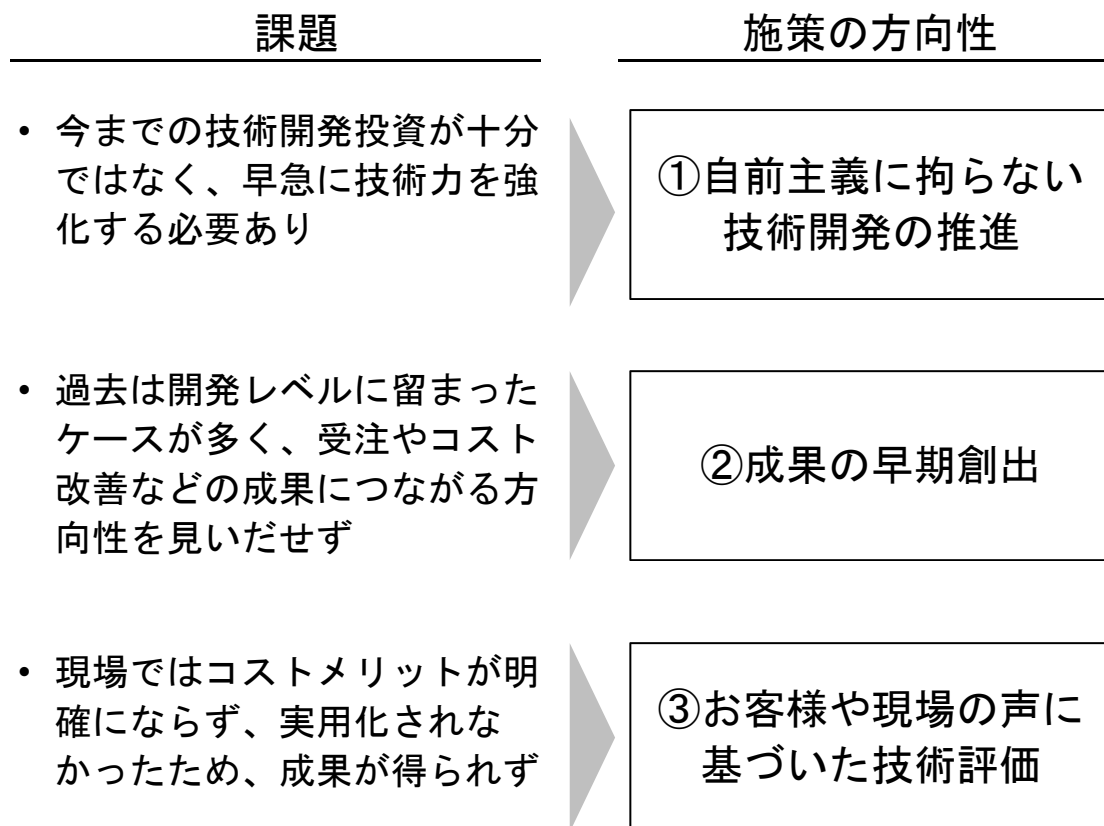 課題
施策の方向性
• 今までの技術開発投資が十分
ではなく、早急に技術力を強
化する必要あり
①自前主義に拘らない
技術開発の推進
• 過去は開発レベルに留まった
ケースが多く、受注やコスト
改善などの成果につながる方
向性を見いだせず
②成果の早期創出
• 現場ではコストメリットが明
確にならず、実用化されな
かったため、成果が得られず
③お客様や現場の声に
基づいた技術評価